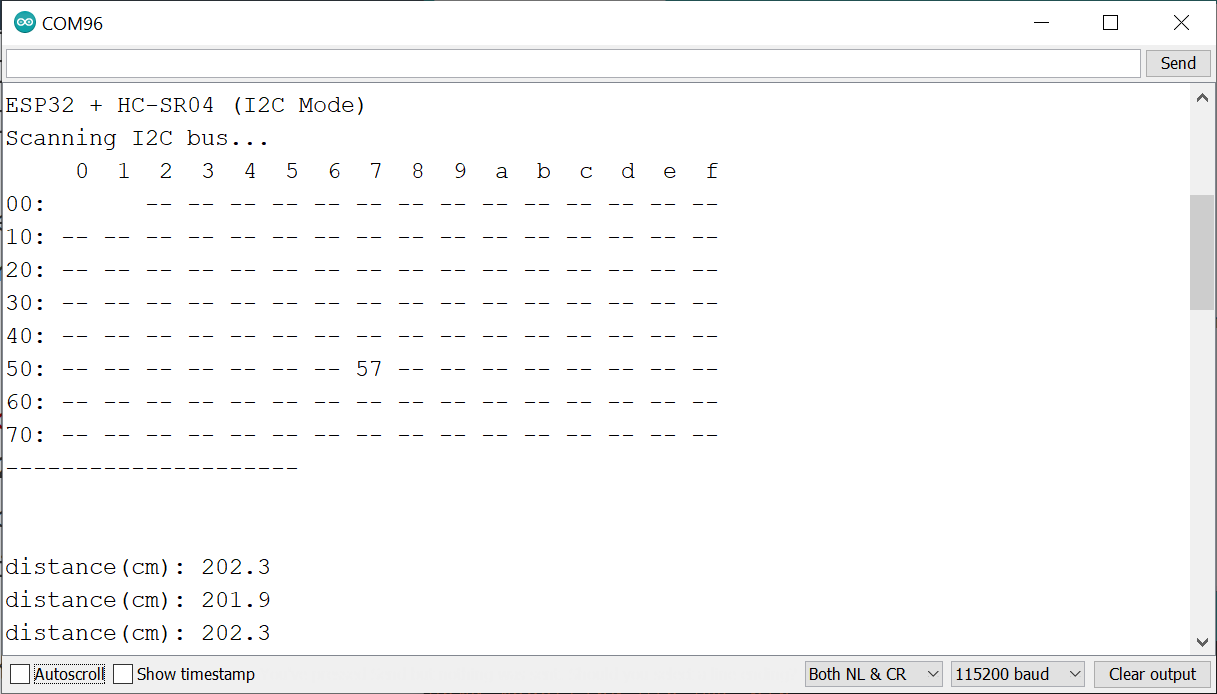 COM96
Send
ESP32 + HC-SR04 (I2C Mode)
Scanning I2C bus...
     0  1  2  3  4  5  6  7  8  9  a  b  c  d  e  f
00:       -- -- -- -- -- -- -- -- -- -- -- -- -- --
10: -- -- -- -- -- -- -- -- -- -- -- -- -- -- -- --
20: -- -- -- -- -- -- -- -- -- -- -- -- -- -- -- --
30: -- -- -- -- -- -- -- -- -- -- -- -- -- -- -- --
40: -- -- -- -- -- -- -- -- -- -- -- -- -- -- -- --
50: -- -- -- -- -- -- -- 57 -- -- -- -- -- -- -- --
60: -- -- -- -- -- -- -- -- -- -- -- -- -- -- -- --
70: -- -- -- -- -- -- -- -- -- -- -- -- -- -- -- --
---------------------
distance(cm): 202.3
distance(cm): 201.9
distance(cm): 202.3
Autoscroll Show timestamp Both NL & CR 115200 baud Clear output